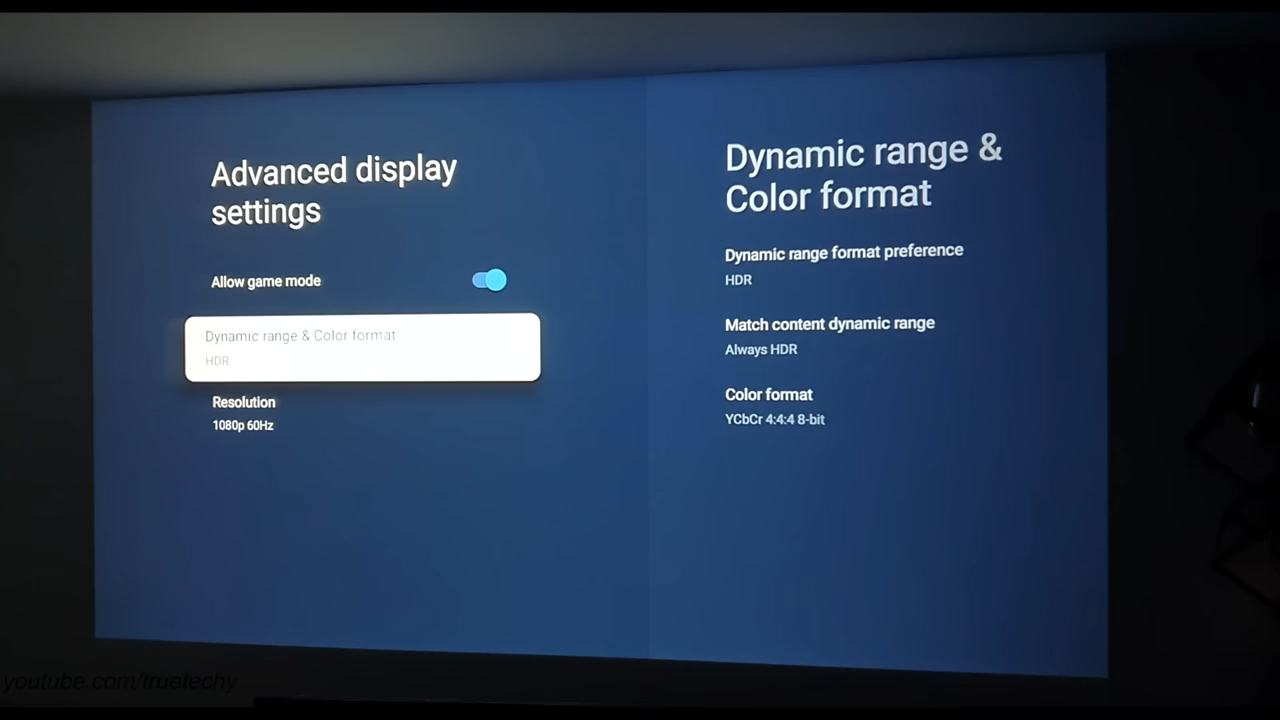 Advanced display
settings
Allow game mode
Dynamic range & Color format
HDR
Resolution
1080p 60Hz
Dynamic range &
Color format
Dynamic range format preference
HDR
Match content dynamic range
Always HDR
Color format
YCbCr 4:4:4 8-bit
youtube.com/truetechy